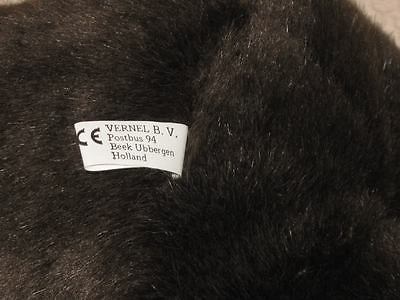 CE VERNEL B. V.
Postbus 94
Beek Ubbergen
Holland